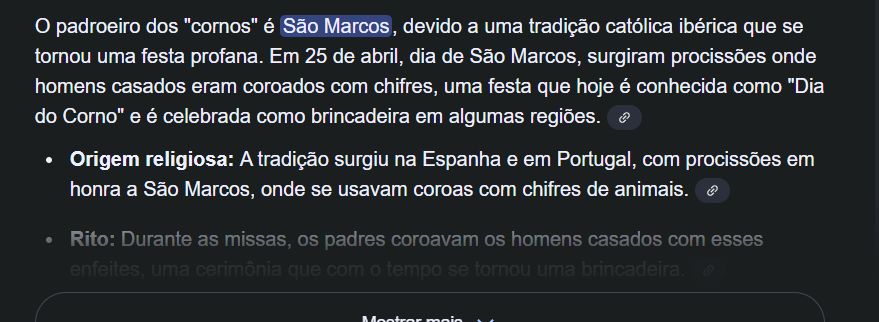 O padroeiro dos "cornos" é São Marcos, devido a uma tradição católica ibérica que se
tornou uma festa profana. Em 25 de abril, dia de São Marcos, surgiram procissões onde
homens casados eram coroados com chifres, uma festa que hoje é conhecida como "Dia
do Corno" e é celebrada como brincadeira em algumas regiões.
• Origem religiosa: A tradição surgiu na Espanha e em Portugal, com procissões em
honra a São Marcos, onde se usavam coroas com chifres de animais.
• Rito: Durante as missas, os padres coroavam os homens casados com esses
enfeites, uma cerimônia que com o tempo se tornou uma brincadeira.
Mostrar mais